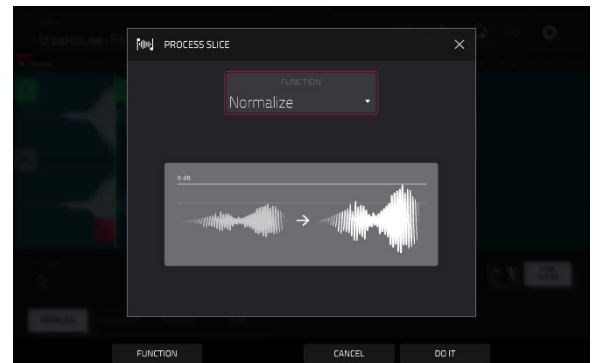 PROCESS SLICE
FUNCTION
Normalize
0 dB
FUNCTION
CANCEL
DO IT